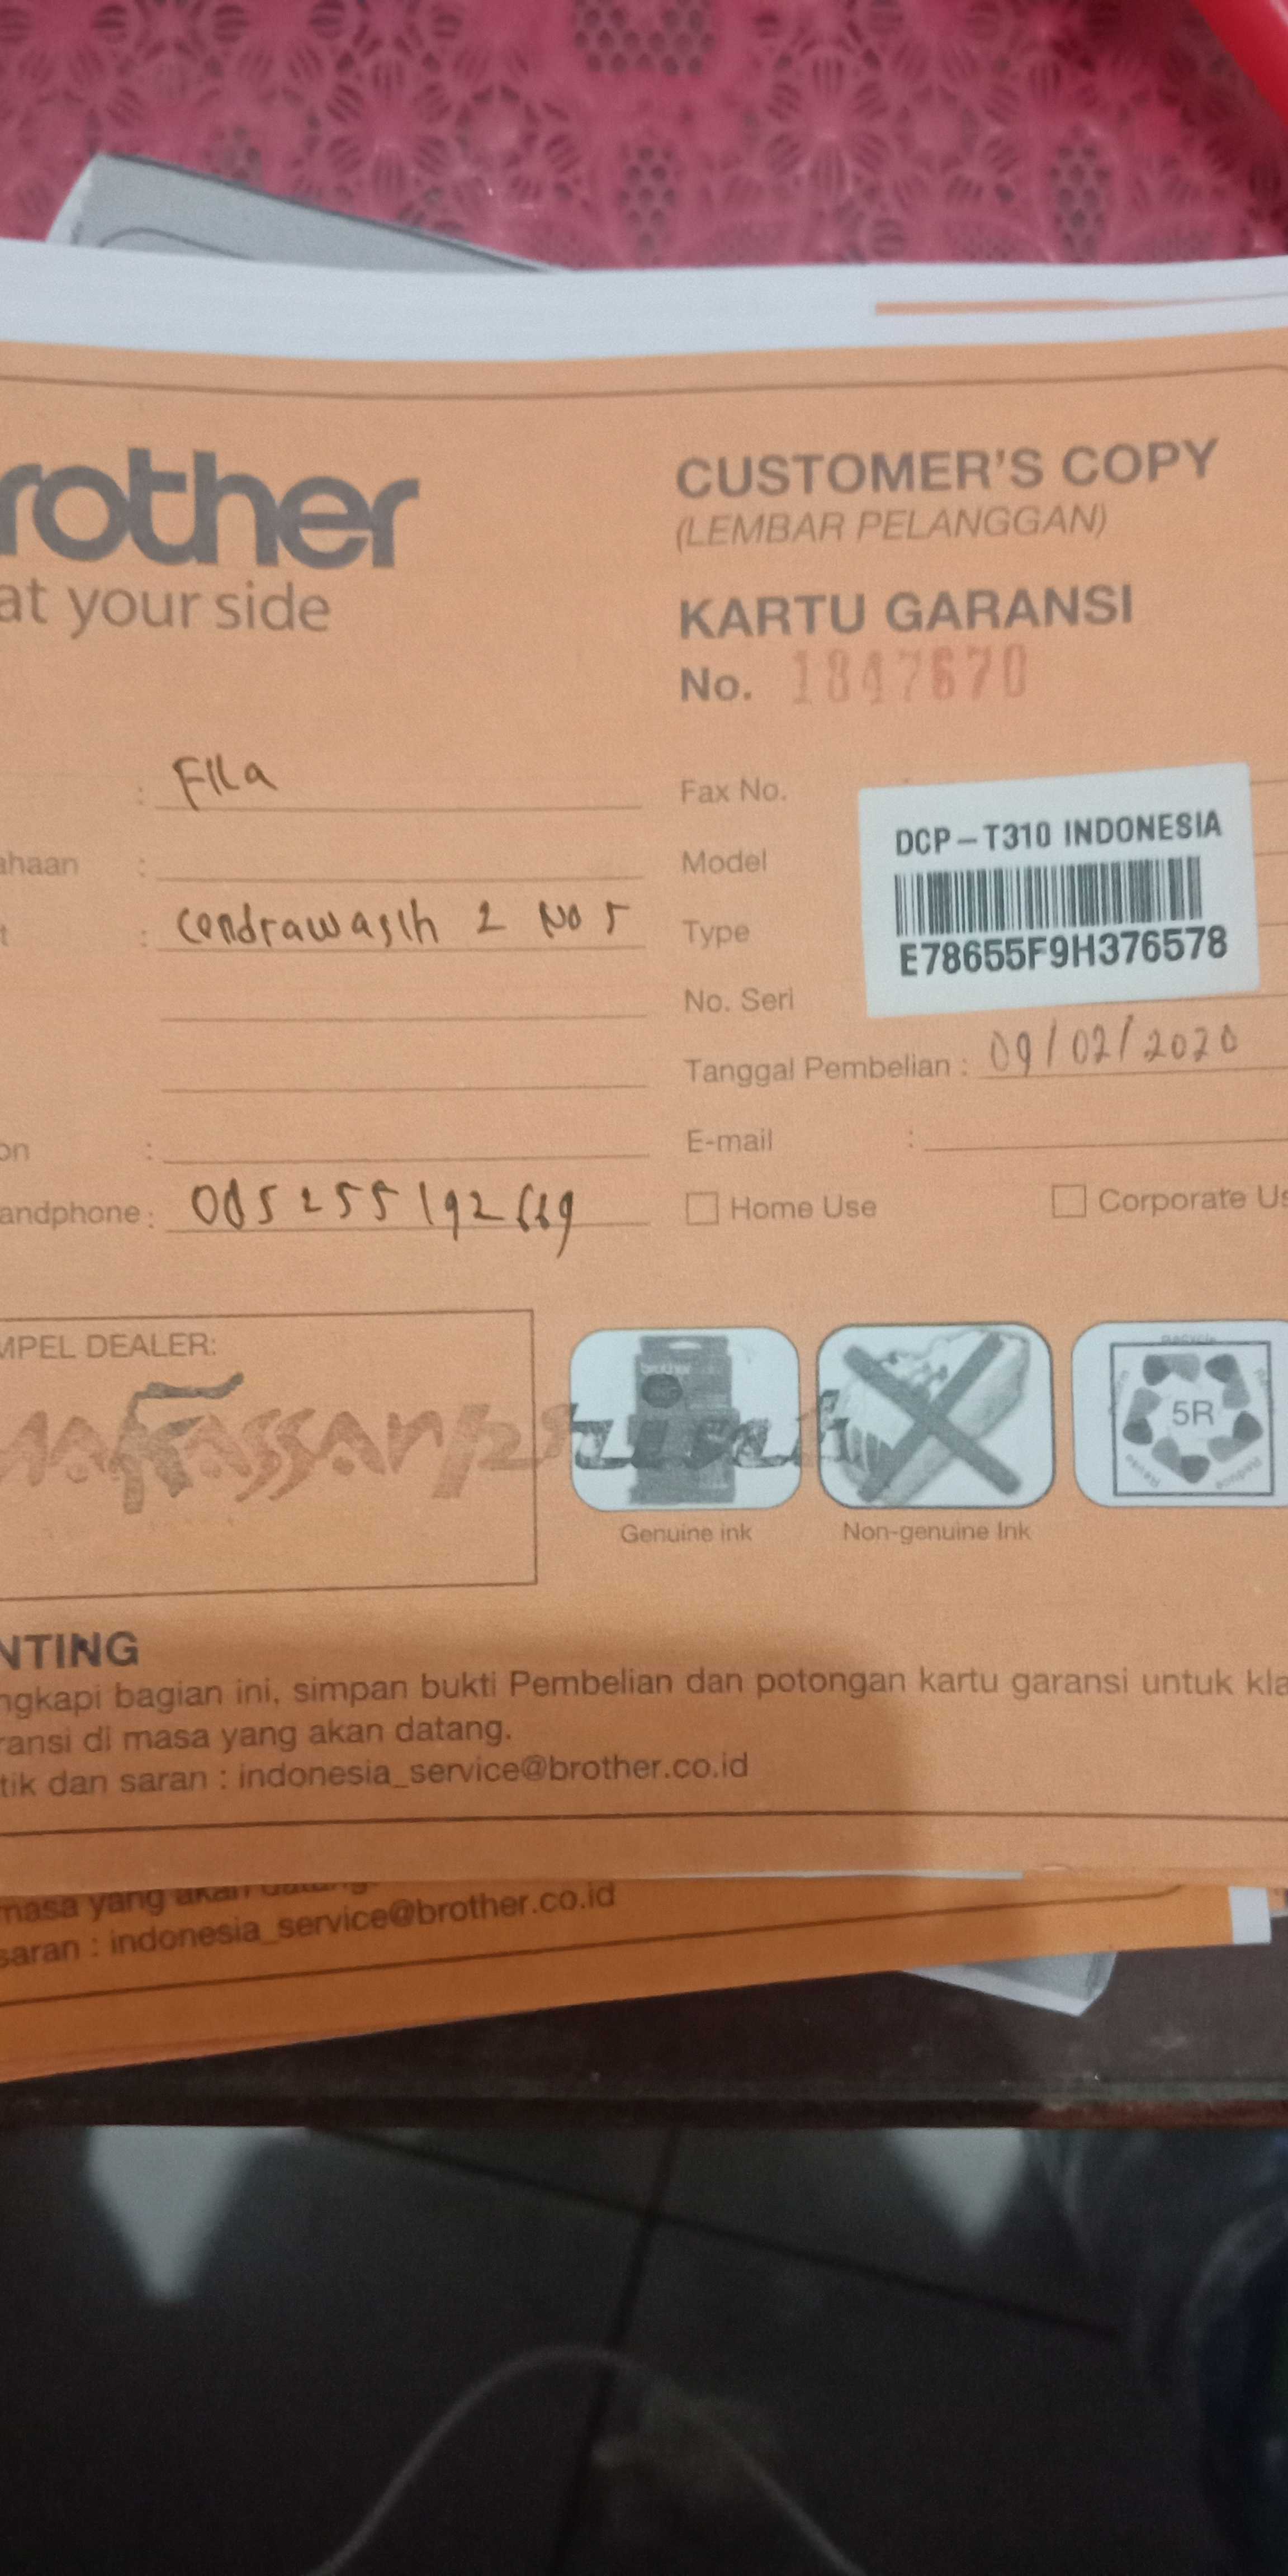 rother
at your side
CUSTOMER'S COPY
(LEMBAR PELANGGAN)
KARTU GARANSI
No. 1847670
: Ella
Fax No.
ahaan :
Model
DCP-T310 INDONESIA
t : Cendrawasih 2 No 5
Type
E78655F9H376578
No. Seri
Tanggal Pembelian : 09/02/2020
on :
E-mail :
andphone :
Home Use
Corporate Us
MPEL DEALER:
brother
5R
Genuine ink
Non-genuine Ink
NTING
ngkapi bagian ini, simpan bukti Pembelian dan potongan kartu garansi untuk kla
ransi di masa yang akan datang.
tik dan saran : indonesia_service@brother.co.id
masa yang akan datang.
saran : indonesia_service@brother.co.id